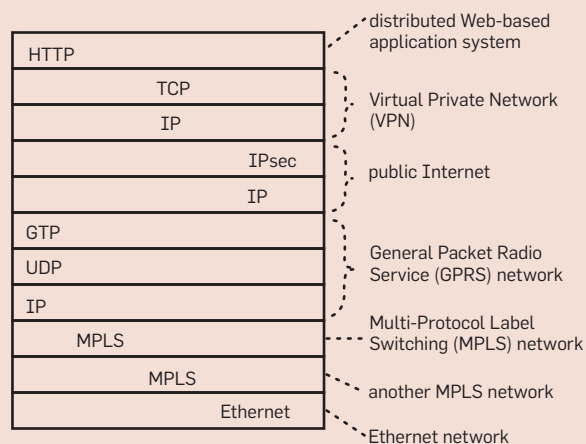 distributed Web-based
application system
HTTP
TCP
IP
Virtual Private Network
(VPN)
IPsec
IP
public Internet
GTP
UDP
IP
General Packet Radio
Service (GPRS) network
MPLS
Multi-Protocol Label
Switching (MPLS) network
MPLS
another MPLS network
Ethernet
Ethernet network